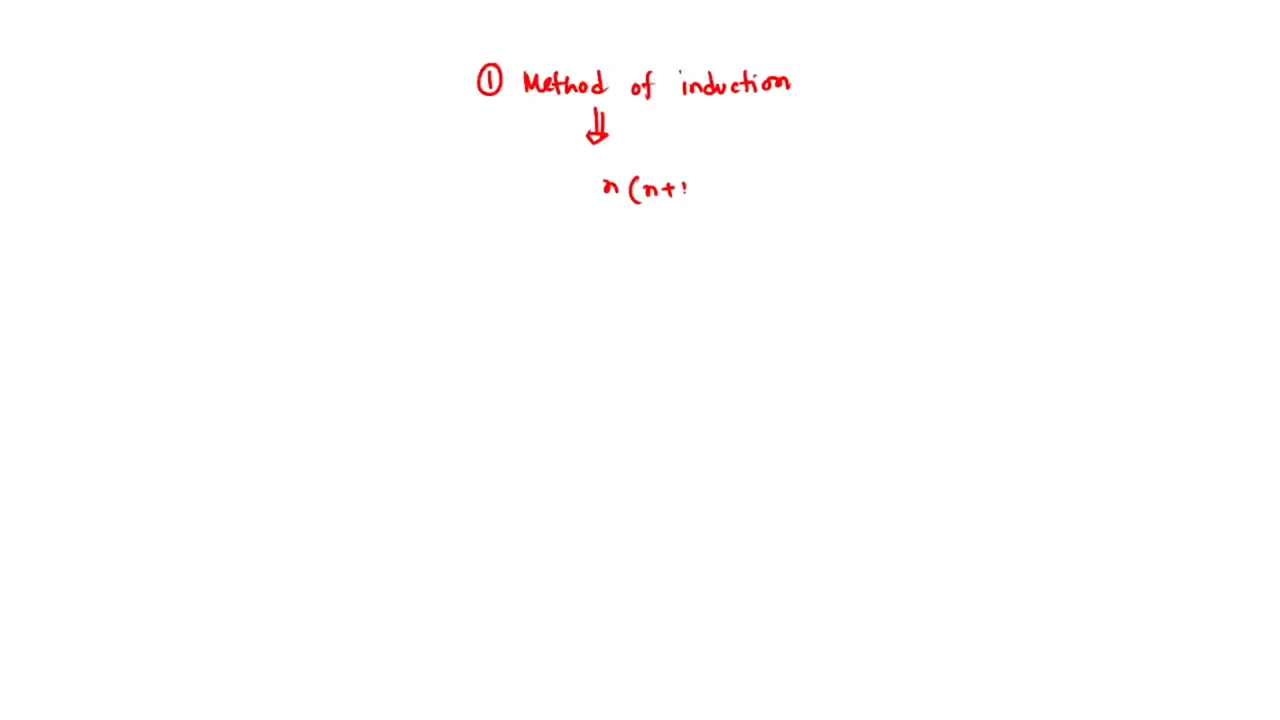 ① Method of induction
⇓
n (n+